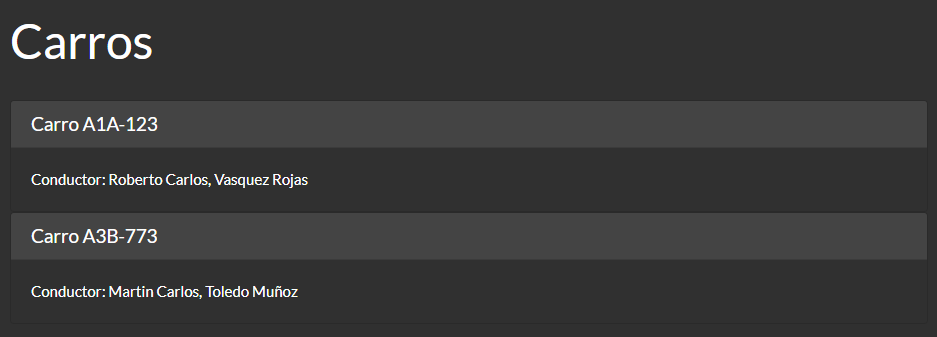 Carros
Carro A1A-123
Conductor: Roberto Carlos, Vasquez Rojas
Carro A3B-773
Conductor: Martin Carlos, Toledo Muñoz